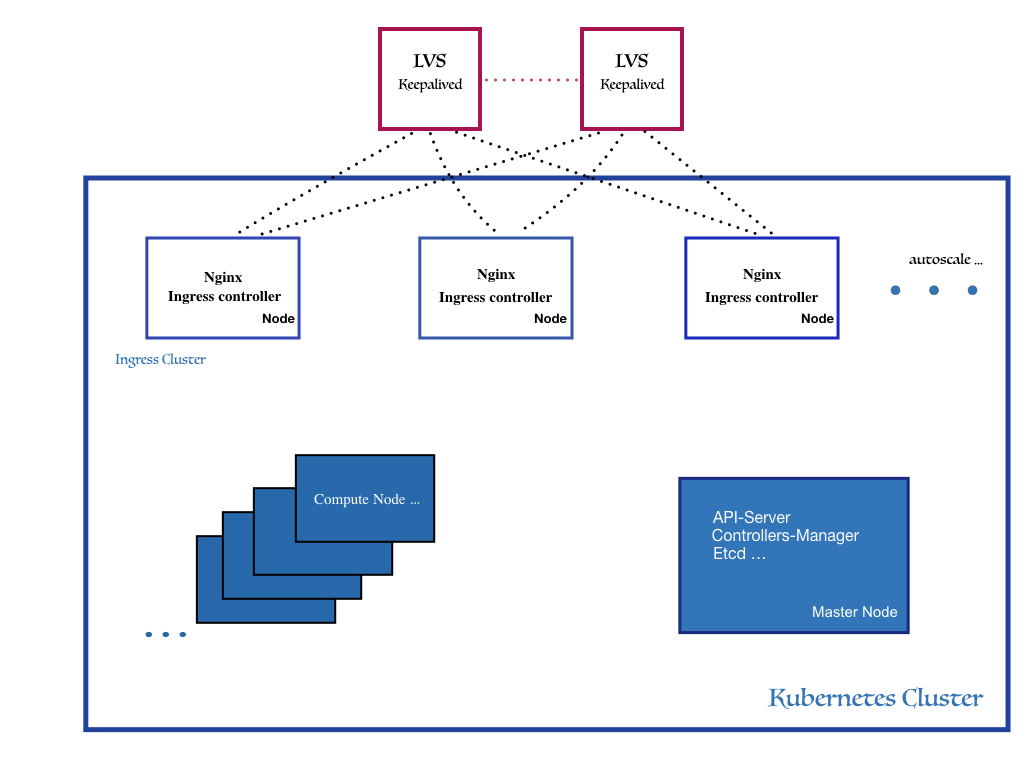 LVS
Keepalived
LVS
Keepalived
Nginx
Ingress controller
Node
Nginx
Ingress controller
Node
Nginx
Ingress controller
Node
autoscale ...
Ingress Cluster
Compute Node ...
API-Server
Controllers-Manager
Etcd ...
Master Node
Kubernetes Cluster